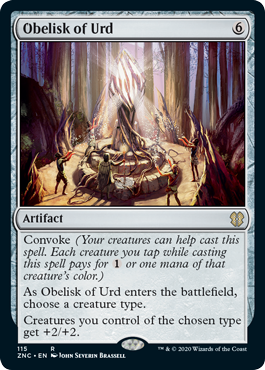 Obelisk of Urd 6
Artifact
Convoke (Your creatures can help cast this
spell. Each creature you tap while casting
this spell pays for 1 or one mana of that
creature's color.)
As Obelisk of Urd enters the battlefield,
choose a creature type.
Creatures you control of the chosen type
get +2/+2.
115 R
ZNC • EN John Severin Brassell
™ & © 2020 Wizards of the Coast